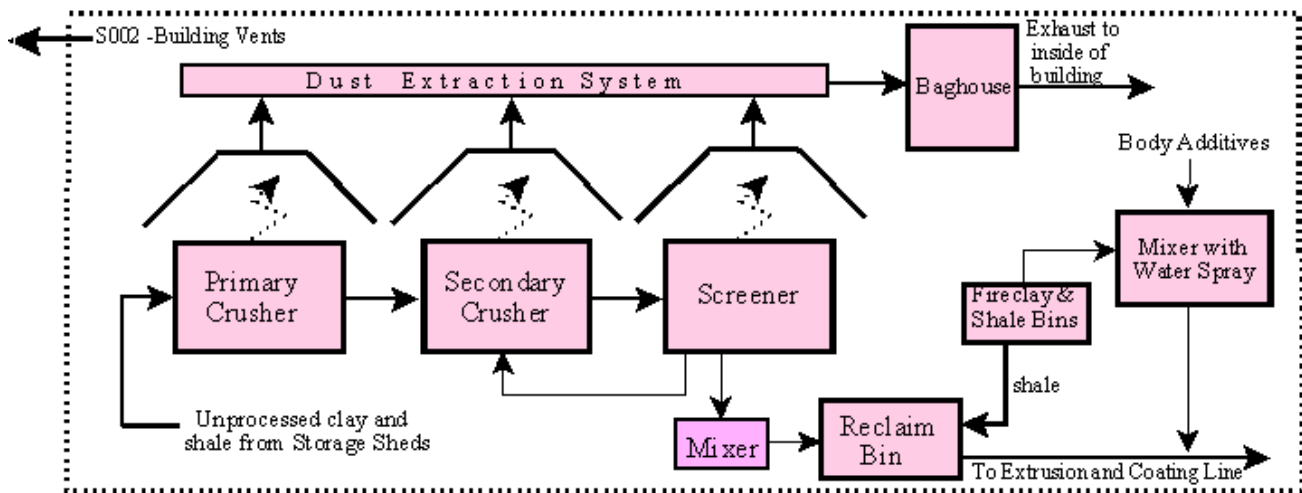 S002 -Building Vents
Dust Extraction System
Baghouse
Exhaust to
inside of
building
Body Additives
Primary
Crusher
Secondary
Crusher
Screener
Mixer with
Water Spray
Fireclay &
Shale Bins
shale
Unprocessed clay and
shale from Storage Sheds
Mixer
Reclaim
Bin
To Extrusion and Coating Line